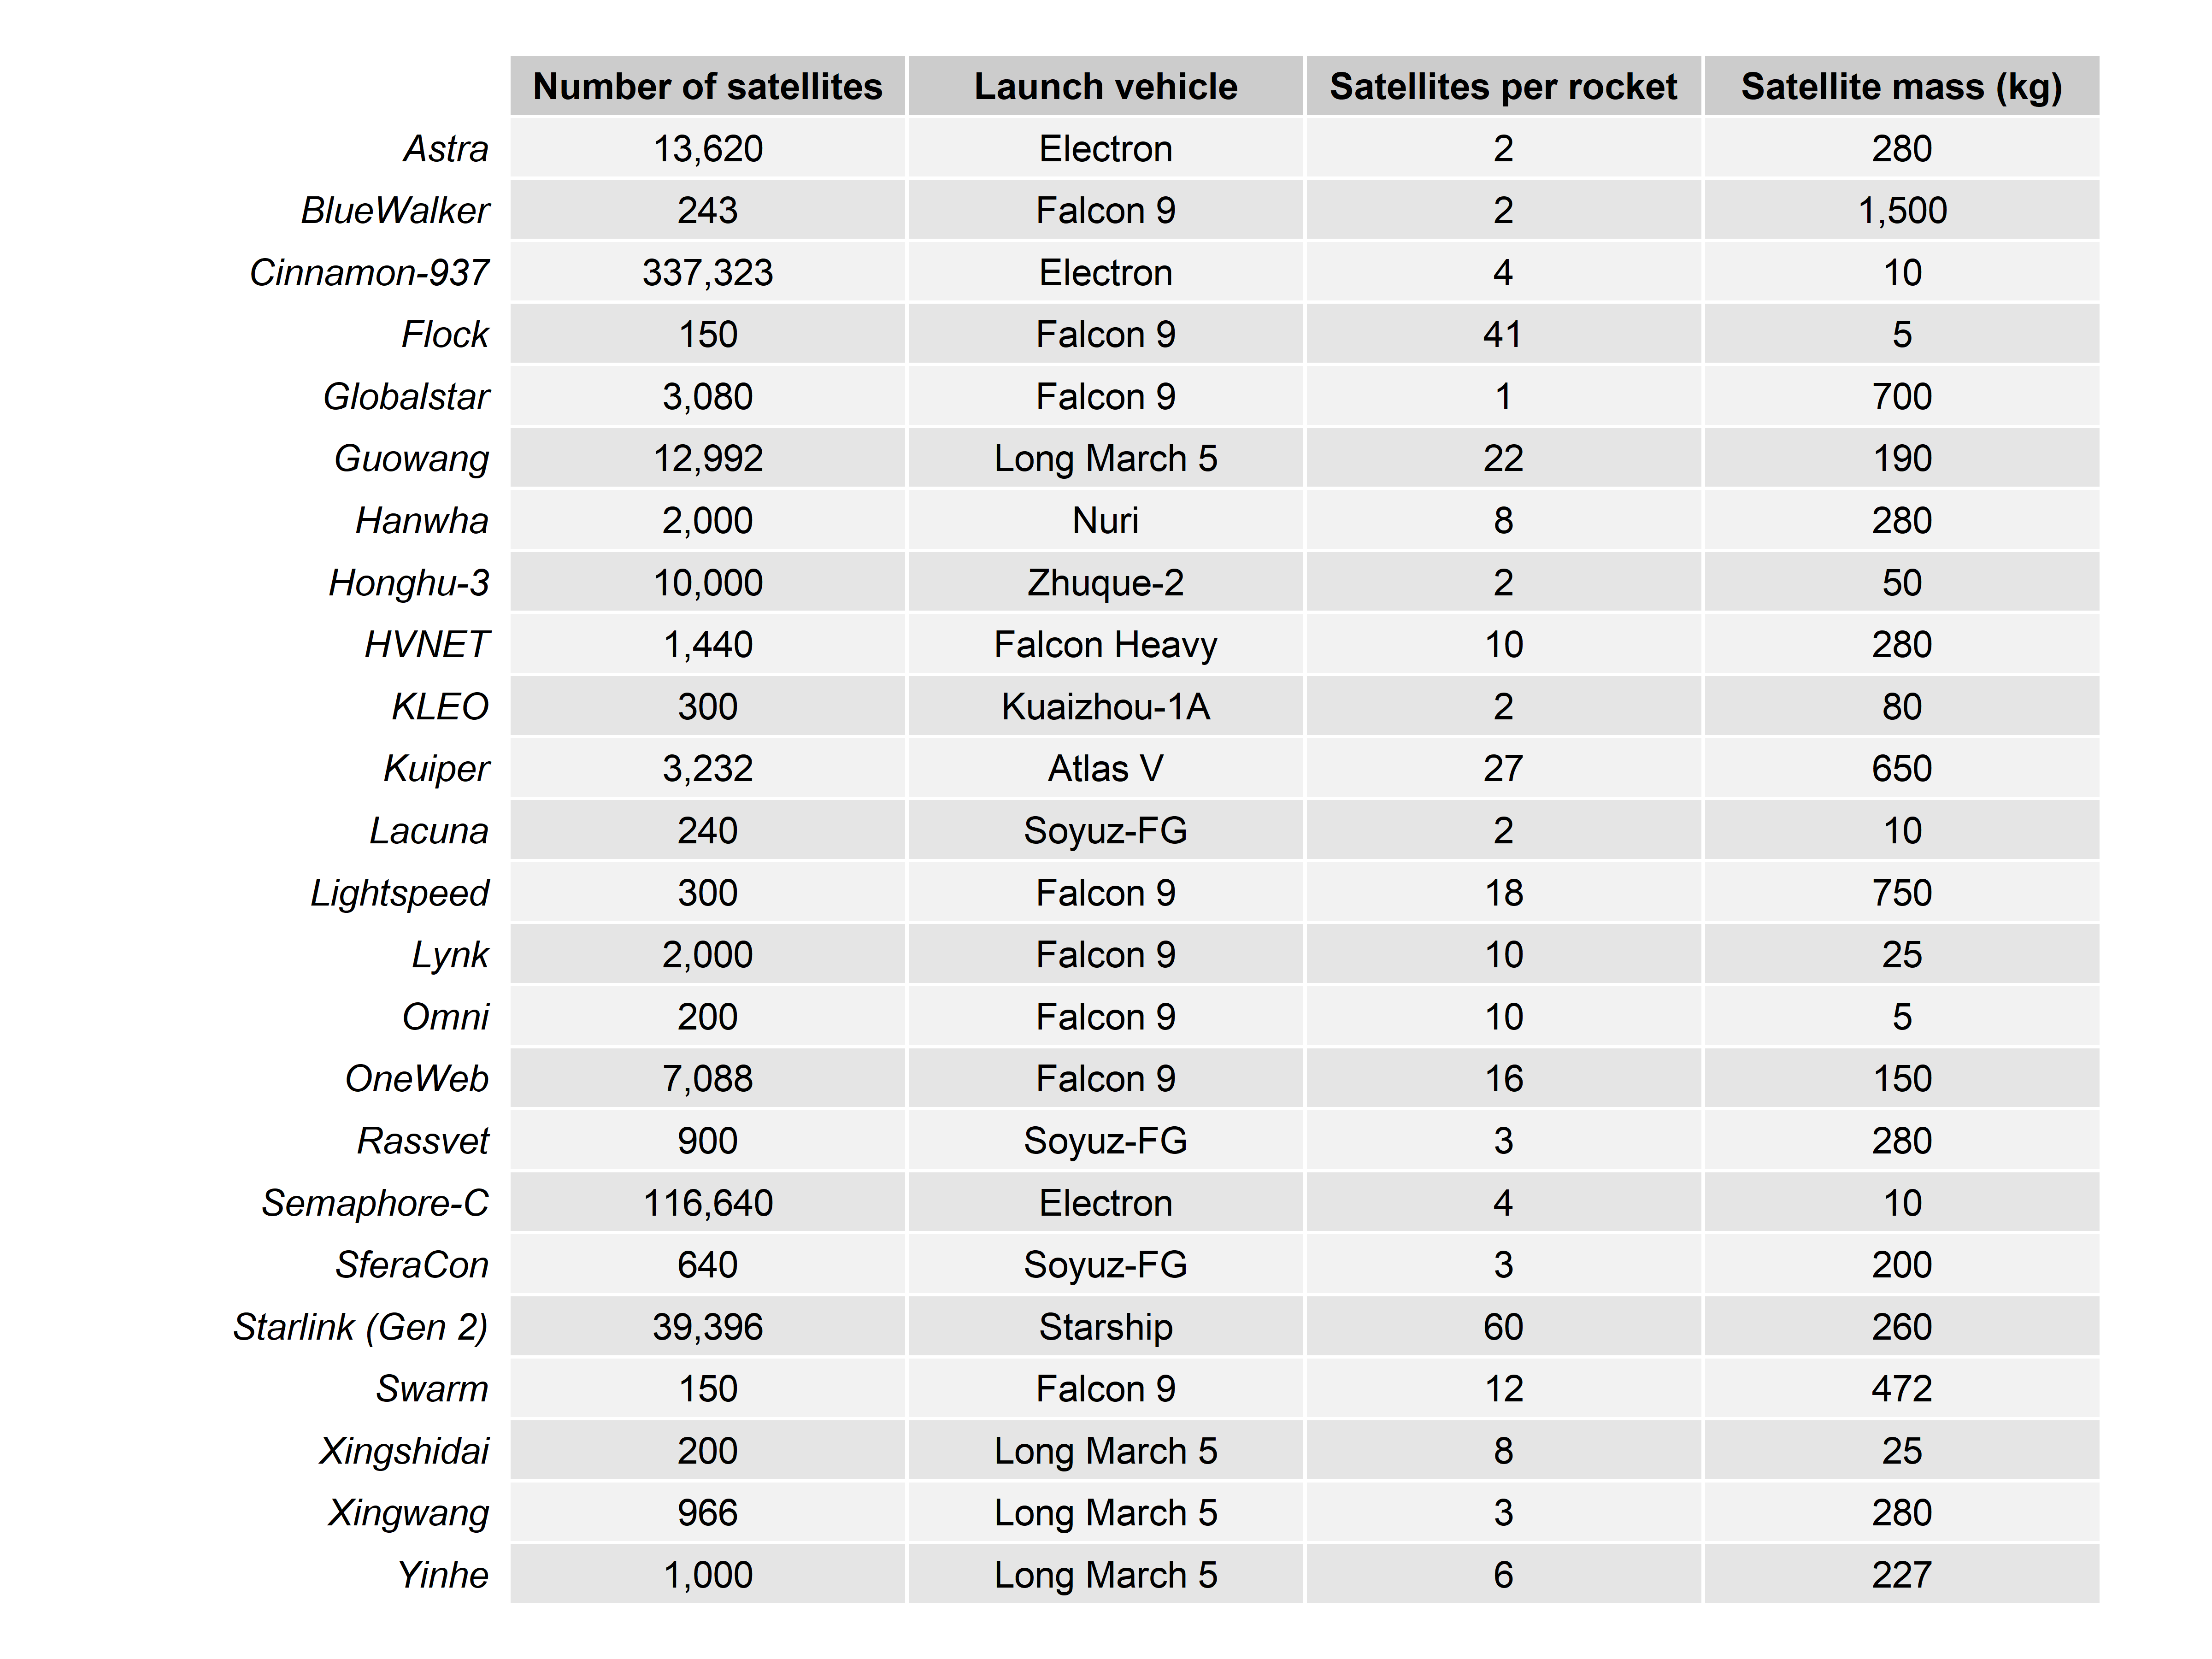 Number of satellites Launch vehicle Satellites per rocket Satellite mass (kg)
Astra 13,620 Electron 2 280
BlueWalker 243 Falcon 9 2 1,500
Cinnamon-937 337,323 Electron 4 10
Flock 150 Falcon 9 41 5
Globalstar 3,080 Falcon 9 1 700
Guowang 12,992 Long March 5 22 190
Hanwha 2,000 Nuri 8 280
Honghu-3 10,000 Zhuque-2 2 50
HVNET 1,440 Falcon Heavy 10 280
KLEO 300 Kuaizhou-1A 2 80
Kuiper 3,232 Atlas V 27 650
Lacuna 240 Soyuz-FG 2 10
Lightspeed 300 Falcon 9 18 750
Lynk 2,000 Falcon 9 10 25
Omni 200 Falcon 9 10 5
OneWeb 7,088 Falcon 9 16 150
Rassvet 900 Soyuz-FG 3 280
Semaphore-C 116,640 Electron 4 10
SferaCon 640 Soyuz-FG 3 200
Starlink (Gen 2) 39,396 Starship 60 260
Swarm 150 Falcon 9 12 472
Xingshidai 200 Long March 5 8 25
Xingwang 966 Long March 5 3 280
Yinhe 1,000 Long March 5 6 227